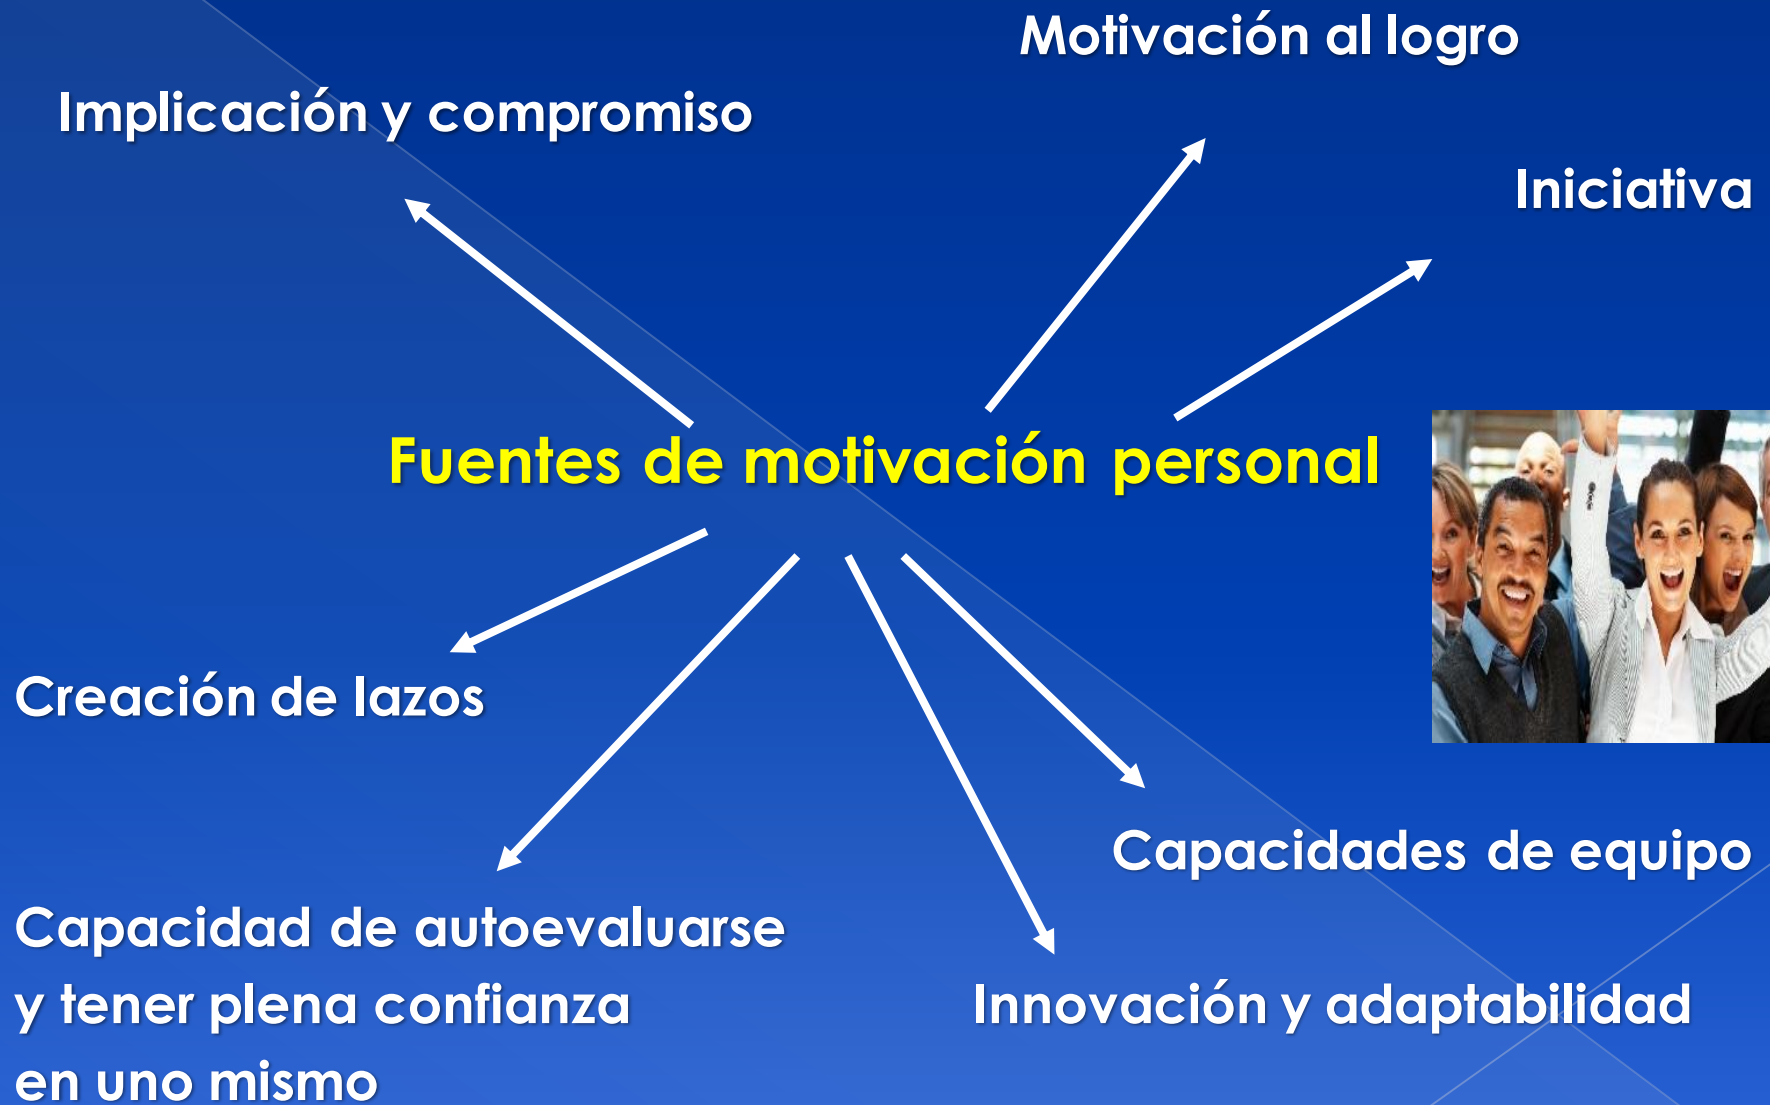 Motivación al logro
Implicación y compromiso
Iniciativa
Fuentes de motivación personal
Creación de lazos
Capacidades de equipo
Capacidad de autoevaluarse
y tener plena confianza
en uno mismo
Innovación y adaptabilidad